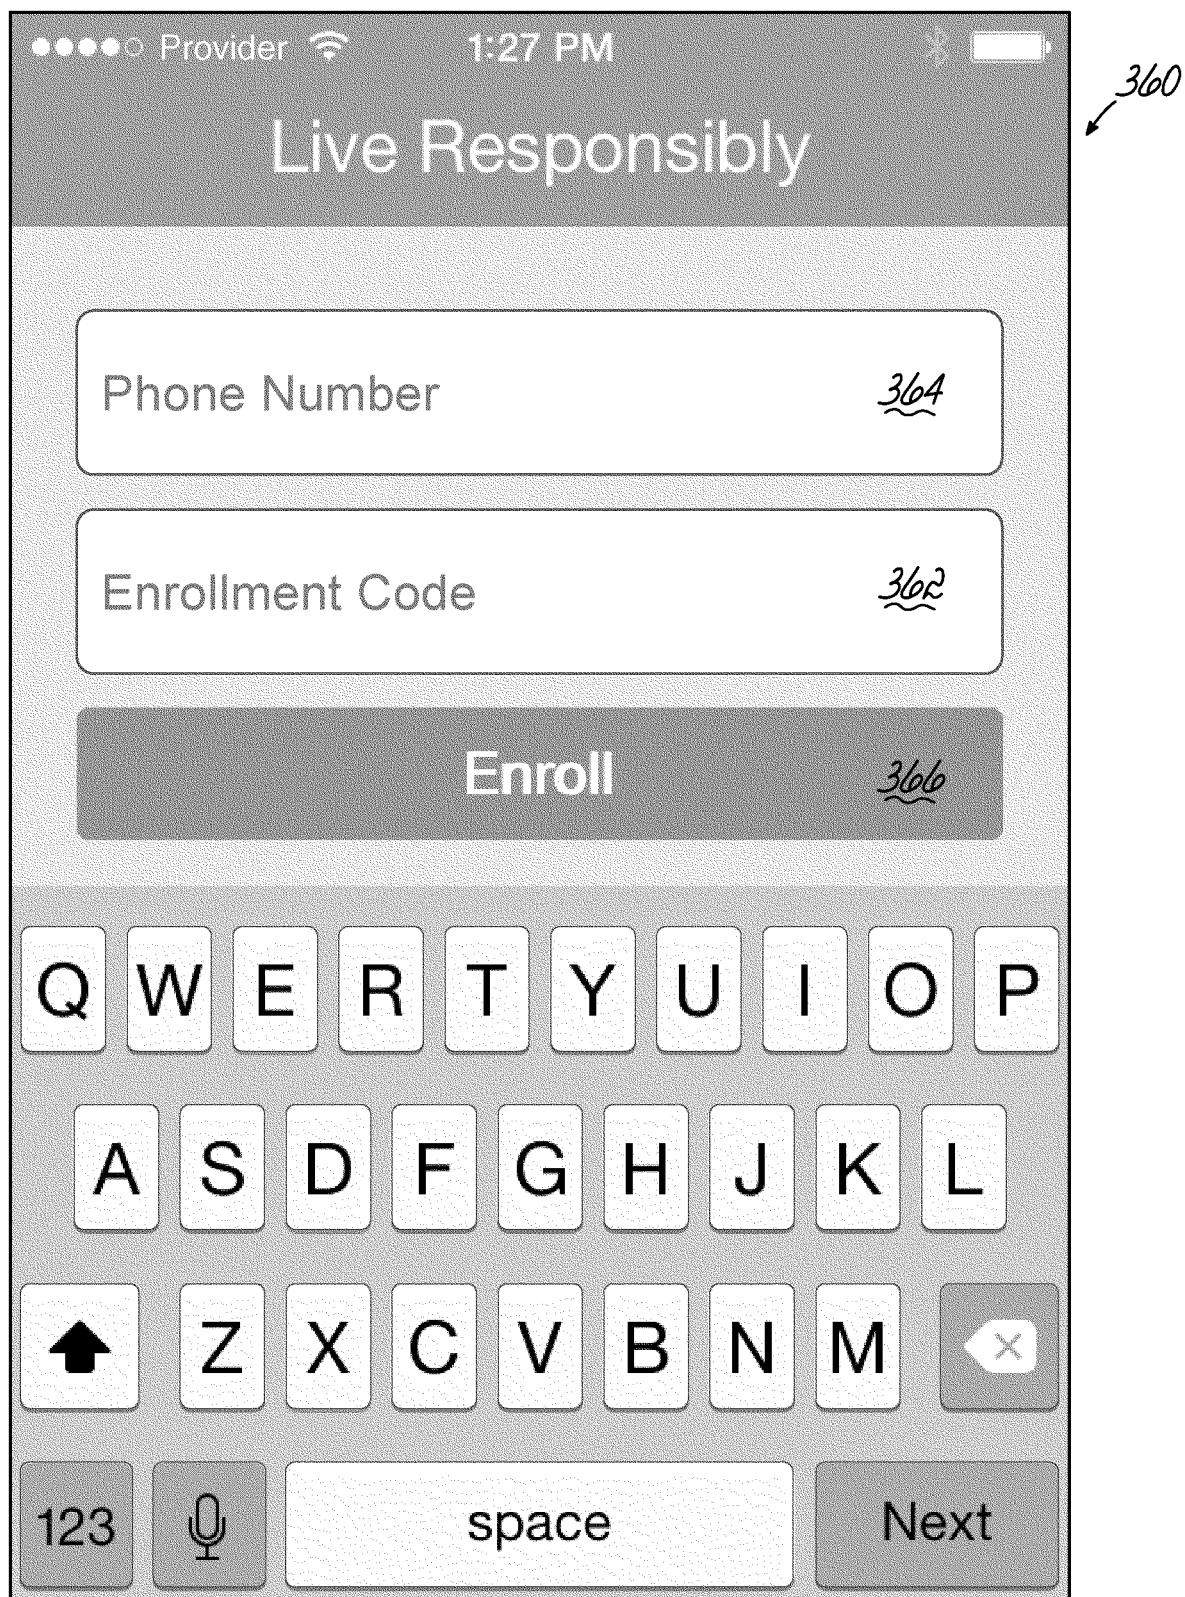 Provider 1:27 PM
360
Live Responsibly
Phone Number 364
Enrollment Code 362
Enroll 366
Q W E R T Y U I O P
A S D F G H J K L
Z X C V B N M
123 space Next